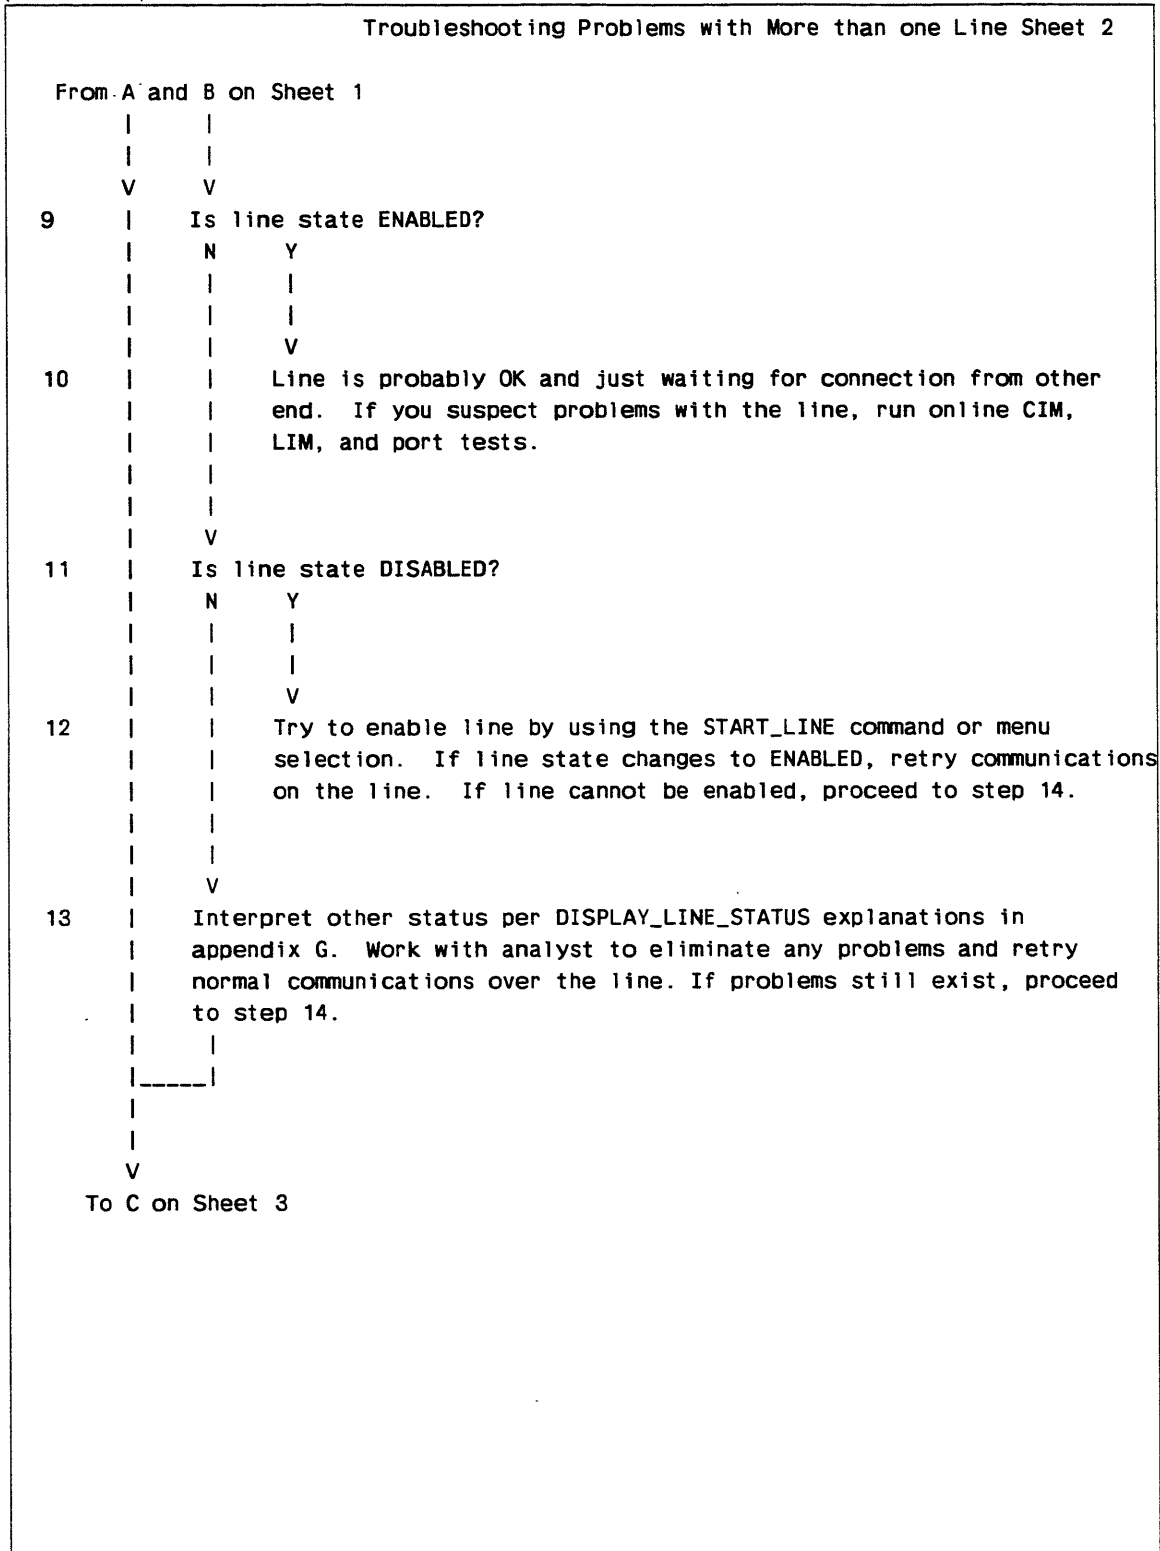 Troubleshooting Problems with More than one Line Sheet 2
From A and B on Sheet 1
| |
| |
V V
9 | Is line state ENABLED?
| N Y
| | |
| | |
| | V
10 | | Line is probably OK and just waiting for connection from other
| | end. If you suspect problems with the line, run online CIM,
| | LIM, and port tests.
| |
| |
| V
11 | Is line state DISABLED?
| N Y
| | |
| | |
| | V
12 | | Try to enable line by using the START_LINE command or menu
| | selection. If line state changes to ENABLED, retry communications
| | on the line. If line cannot be enabled, proceed to step 14.
| |
| |
| V
13 | Interpret other status per DISPLAY_LINE_STATUS explanations in
| appendix G. Work with analyst to eliminate any problems and retry
| normal communications over the line. If problems still exist, proceed
| to step 14.
| |
|_____|
|
|
V
To C on Sheet 3